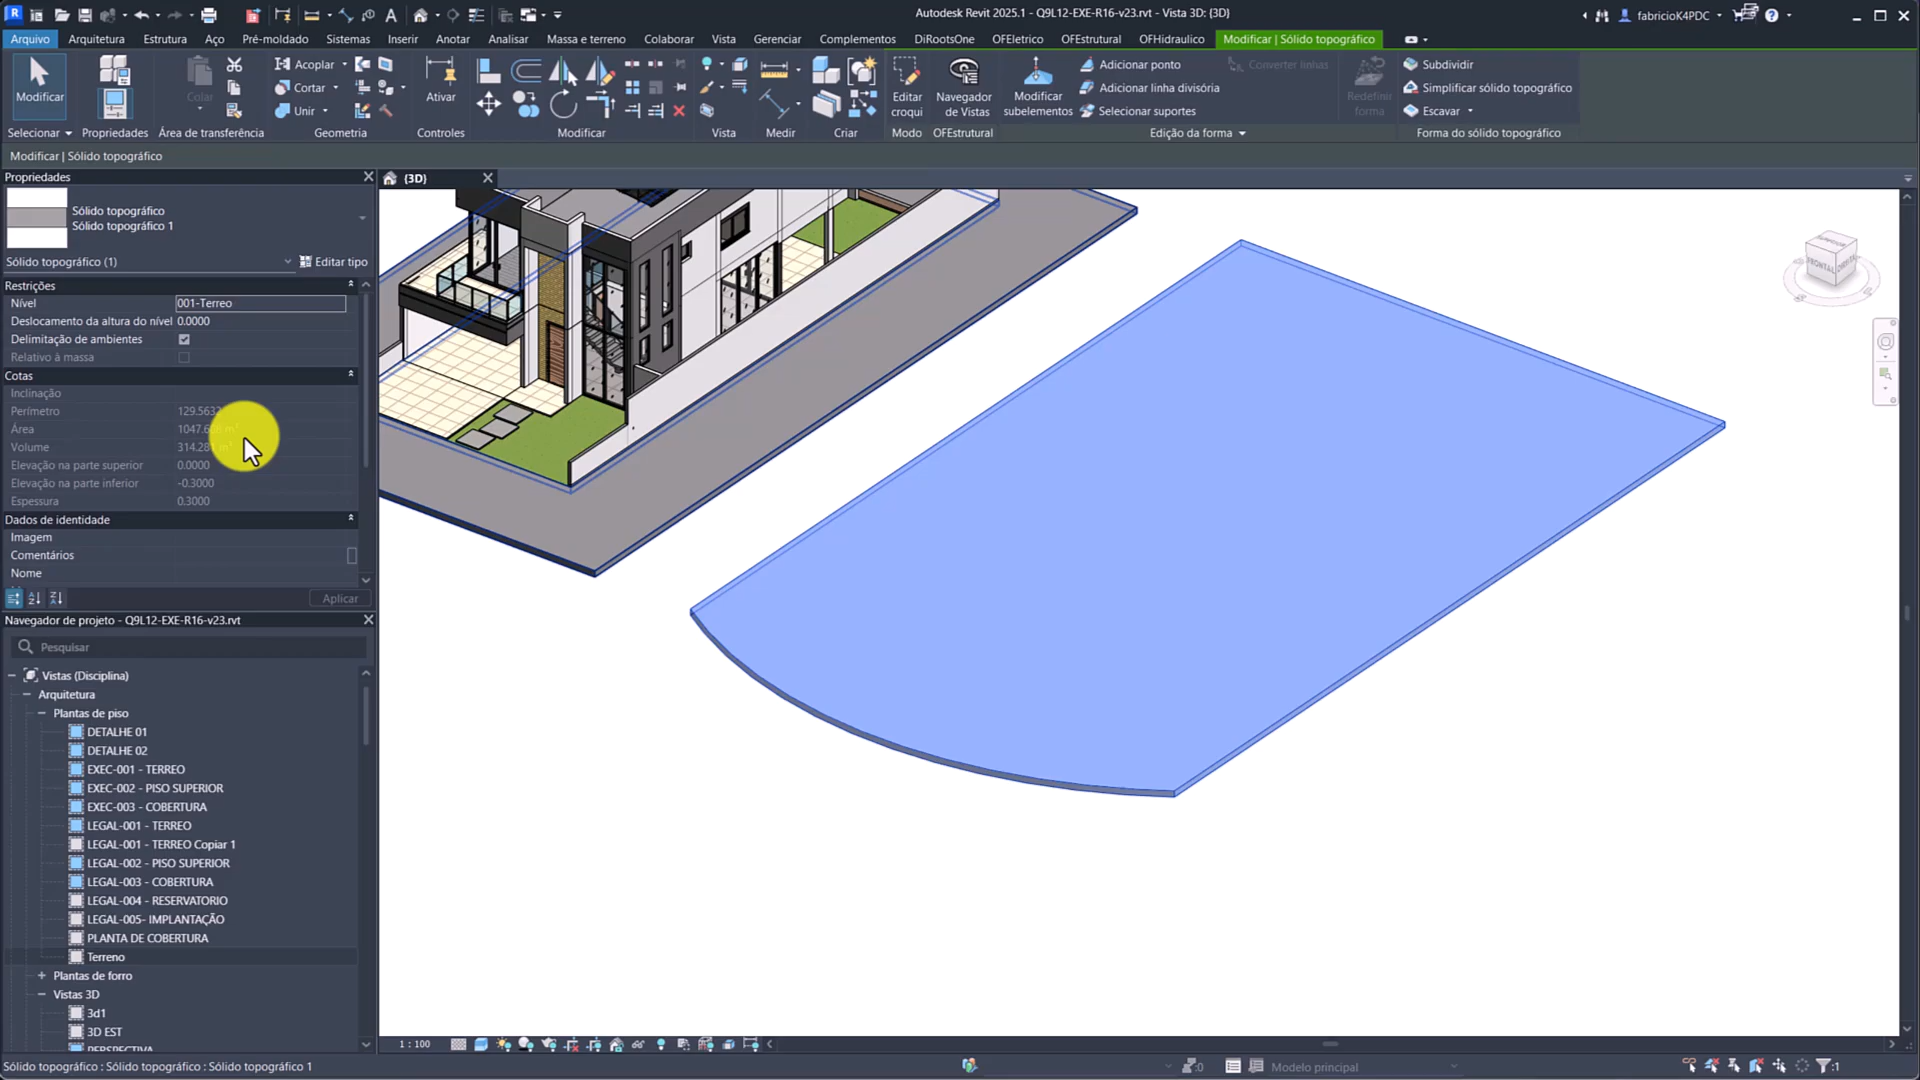 Autodesk Revit 2025.1 - Q9L12-EXE-R16-v23.rvt - Vista 3D: {3D}
fabricioK4PDC
Arquivo Arquitetura Estrutura Aço Pré-moldado Sistemas Inserir Anotar Analisar Massa e terreno Colaborar Vista Gerenciar Complementos DiRootsOne OFEletrico OFEstrutural OFHidraulico Modificar | Sólido topográfico
Acoplar
Cortar
Unir
Modificar
Colar
Ativar
Editar croqui
Navegador de Vistas
Modificar subelementos
Adicionar ponto
Adicionar linha divisória
Selecionar suportes
Converter linhas
Redefinir forma
Subdividir
Simplificar sólido topográfico
Escavar
Selecionar Propriedades Área de transferência Geometria Controles Modificar Vista Medir Criar Modo OFEstrutural Edição da forma Forma do sólido topográfico
Modificar | Sólido topográfico
Propriedades
Sólido topográfico
Sólido topográfico 1
Sólido topográfico (1)
Editar tipo
Restrições
Nível 001-Terreo
Deslocamento da altura do nível 0.0000
Delimitação de ambientes
Relativo à massa
Cotas
Inclinação
Perímetro
Área
Volume
Elevação na parte superior 0.0000
Elevação na parte inferior -0.3000
Espessura 0.3000
Dados de identidade
Imagem
Comentários
Nome
Aplicar
Navegador de projeto - Q9L12-EXE-R16-v23.rvt
Pesquisar
Vistas (Disciplina)
Arquitetura
Plantas de piso
DETALHE 01
DETALHE 02
EXEC-001 - TERREO
EXEC-002 - PISO SUPERIOR
EXEC-003 - COBERTURA
LEGAL-001 - TERREO
LEGAL-001 - TERREO Copiar 1
LEGAL-002 - PISO SUPERIOR
LEGAL-003 - COBERTURA
LEGAL-004 - RESERVATORIO
LEGAL-005- IMPLANTAÇÃO
PLANTA DE COBERTURA
Terreno
Plantas de forro
Vistas 3D
3d1
3D EST
PERSPECTIVA
{3D}
FRONTAL
1 : 100
Sólido topográfico : Sólido topográfico : Sólido topográfico 1
:0
Modelo principal
:1